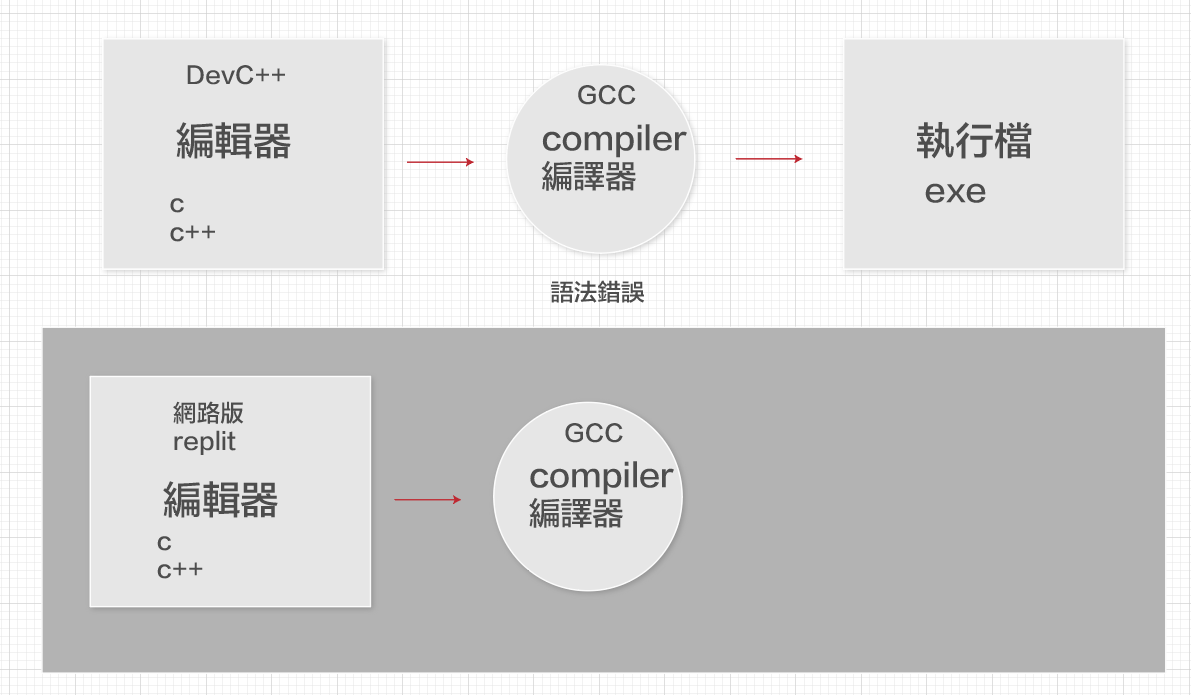 DevC++
編輯器
c
c++
GCC
compiler
編譯器
執行檔
exe
語法錯誤
網路版
replit
編輯器
c
c++
GCC
compiler
編譯器